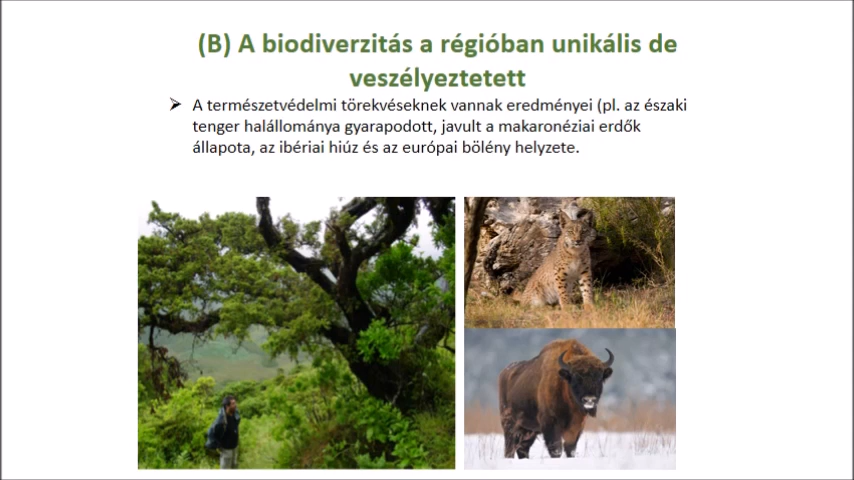 (B) A biodiverzitás a régióban unikális de
veszélyeztetett
➢ A természetvédelmi törekvéseknek vannak eredményei (pl. az északi
tenger halállománya gyarapodott, javult a makaronéziai erdők
állapota, az ibériai hiúz és az európai bölény helyzete.